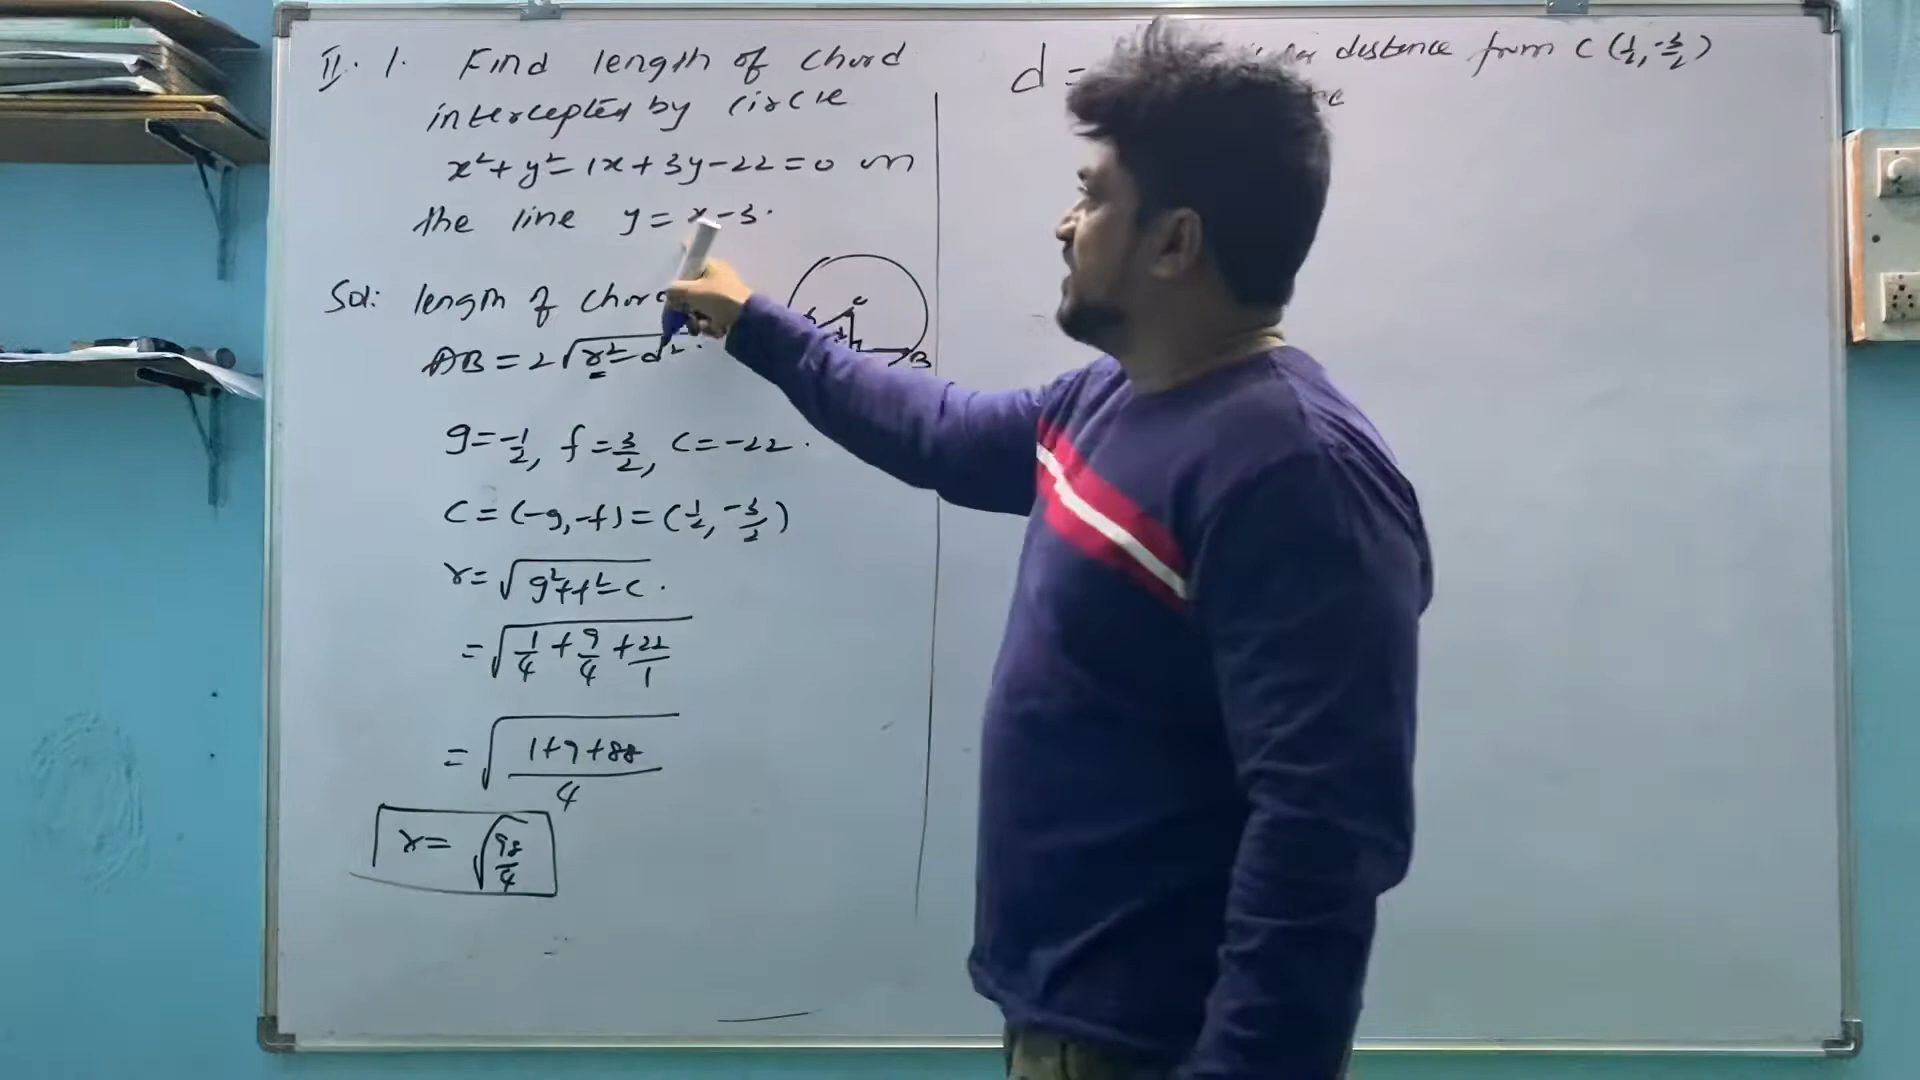 II. 1. Find length of chord
intercepted by circle
x² + y² - 1x + 3y - 22 = 0 on
the line y = x - 3.
Sol: length of chord
AB = 2√(r² - d²).
C
B
g = -1/2, f = 3/2, c = -22.
C = (-g, -f) = (1/2, -3/2)
r = √(g² + f² - c).
= √(1/4 + 9/4 + 22/1)
= √((1+9+88)/4)
r = √(98/4)
d = distance from C (1/2, -3/2)